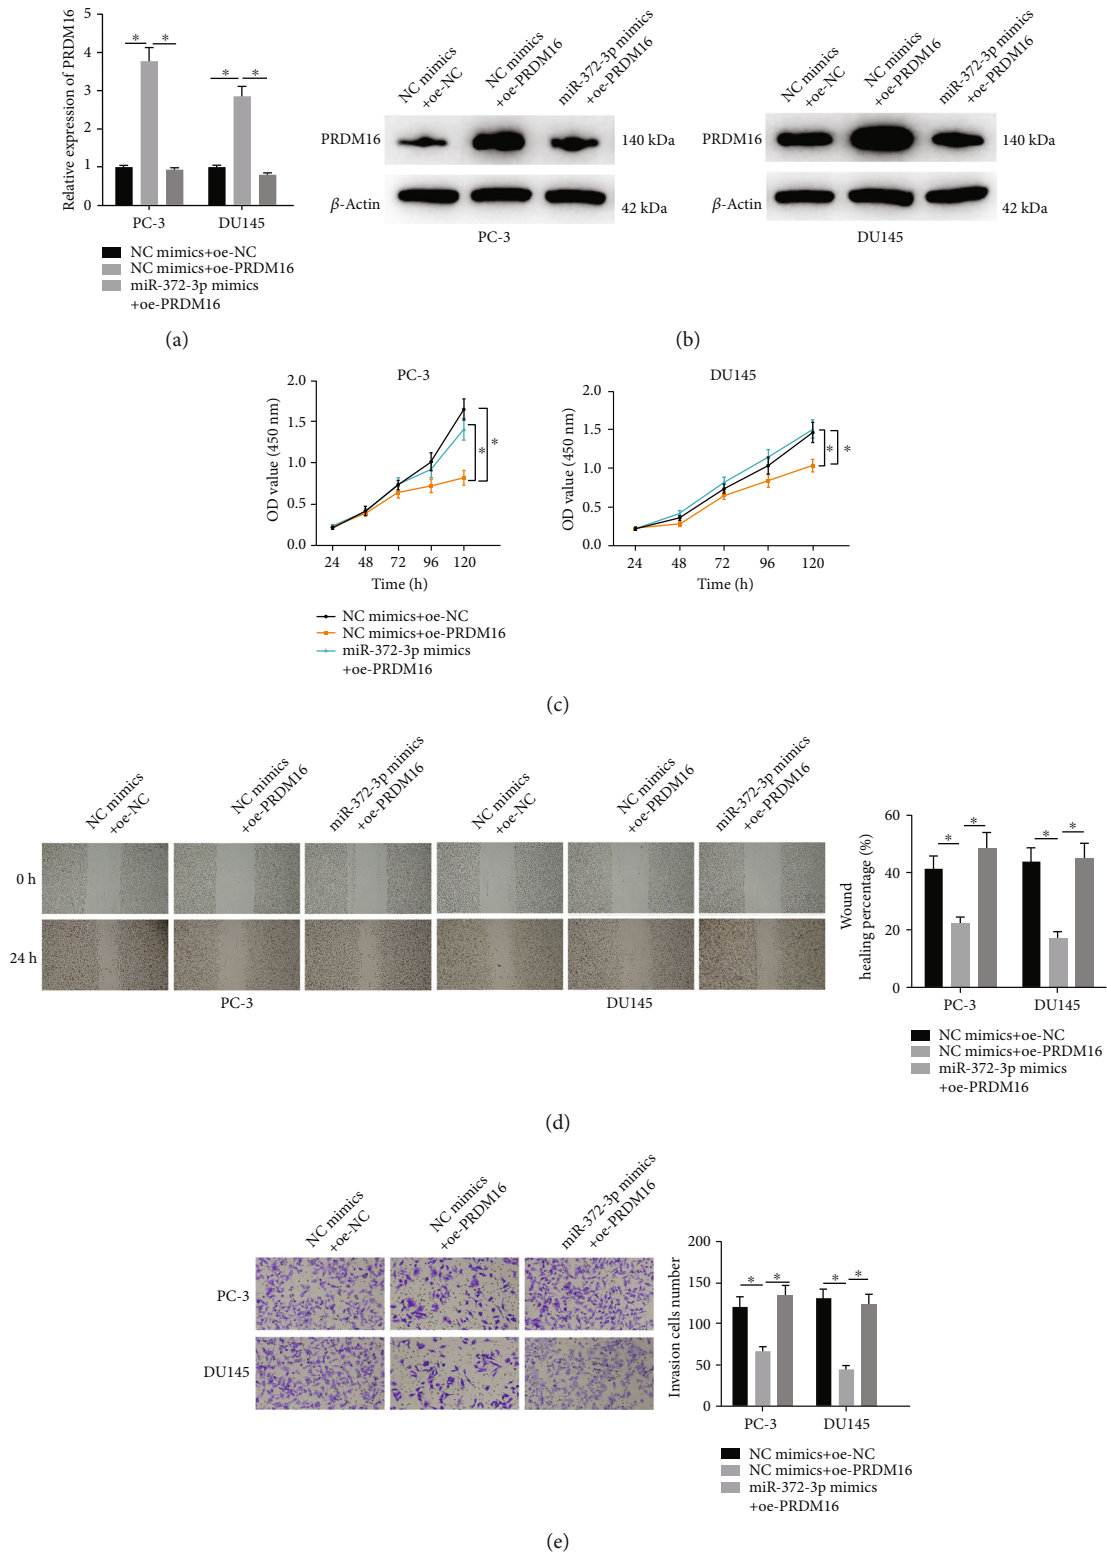 5
4
3
2
1
0
Relative expression of PRDM16
* *
* *
PC-3 DU145
NC mimics+oe-NC
NC mimics+oe-PRDM16
miR-372-3p mimics
+oe-PRDM16
(a)
NC mimics
+oe-NC
NC mimics
+oe-PRDM16
miR-372-3p mimics
+oe-PRDM16
PRDM16 140 kDa
β-Actin 42 kDa
PC-3
NC mimics
+oe-NC
NC mimics
+oe-PRDM16
miR-372-3p mimics
+oe-PRDM16
PRDM16 140 kDa
β-Actin 42 kDa
DU145
(b)
PC-3
2.0
1.5
1.0
0.5
0.0
OD value (450 nm)
* *
24 48 72 96 120
Time (h)
DU145
2.0
1.5
1.0
0.5
0.0
OD value (450 nm)
* *
24 48 72 96 120
Time (h)
NC mimics+oe-NC
NC mimics+oe-PRDM16
miR-372-3p mimics
+oe-PRDM16
(c)
NC mimics
+oe-NC
NC mimics
+oe-PRDM16
miR-372-3p mimics
+oe-PRDM16
NC mimics
+oe-NC
NC mimics
+oe-PRDM16
miR-372-3p mimics
+oe-PRDM16
0 h
24 h
PC-3 DU145
60
40
20
0
Wound
healing percentage (%)
* *
* *
PC-3 DU145
NC mimics+oe-NC
NC mimics+oe-PRDM16
miR-372-3p mimics
+oe-PRDM16
(d)
NC mimics
+oe-NC
NC mimics
+oe-PRDM16
miR-372-3p mimics
+oe-PRDM16
PC-3
DU145
200
150
100
50
0
Invasion cells number
* *
* *
PC-3 DU145
NC mimics+oe-NC
NC mimics+oe-PRDM16
miR-372-3p mimics
+oe-PRDM16
(e)